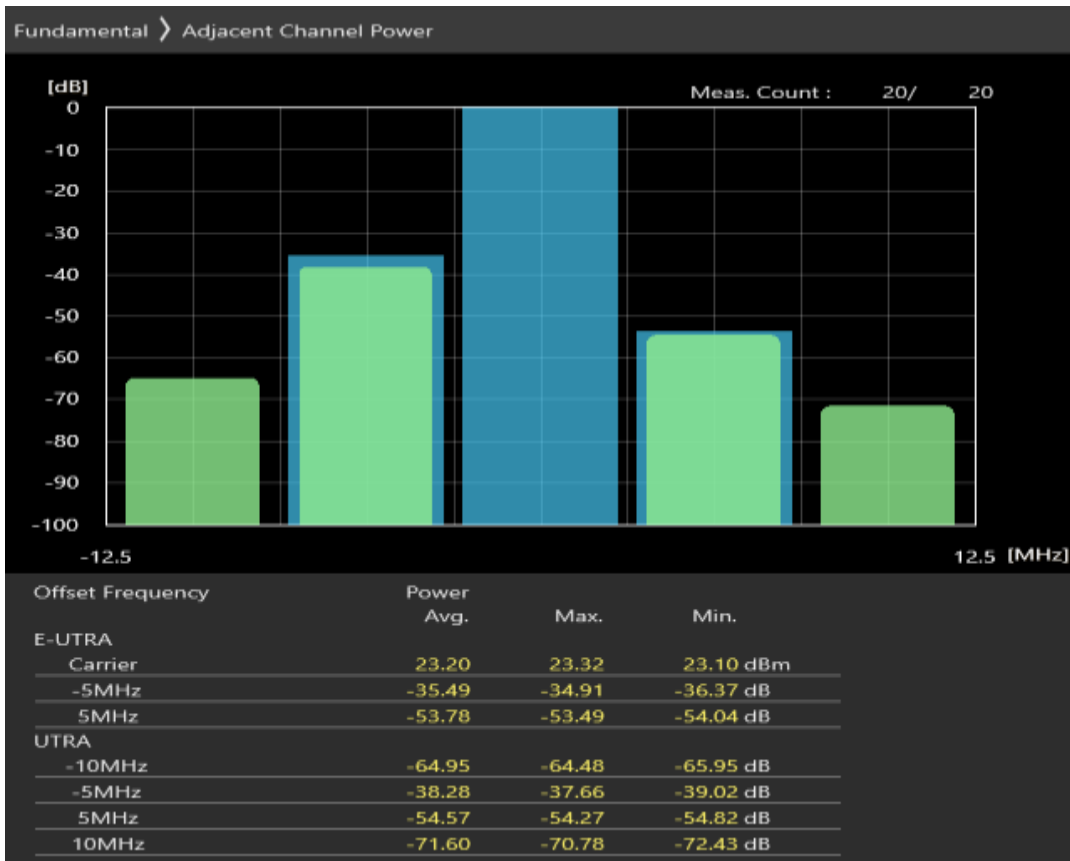 Fundamental 〉 Adjacent Channel Power
[dB]
Meas. Count : 20/ 20
0
-10
-20
-30
-40
-50
-60
-70
-80
-90
-100
-12.5 12.5 [MHz]
Offset Frequency Power
Avg. Max. Min.
E-UTRA
Carrier 23.20 23.32 23.10 dBm
-5MHz -35.49 -34.91 -36.37 dB
5MHz -53.78 -53.49 -54.04 dB
UTRA
-10MHz -64.95 -64.48 -65.95 dB
-5MHz -38.28 -37.66 -39.02 dB
5MHz -54.57 -54.27 -54.82 dB
10MHz -71.60 -70.78 -72.43 dB